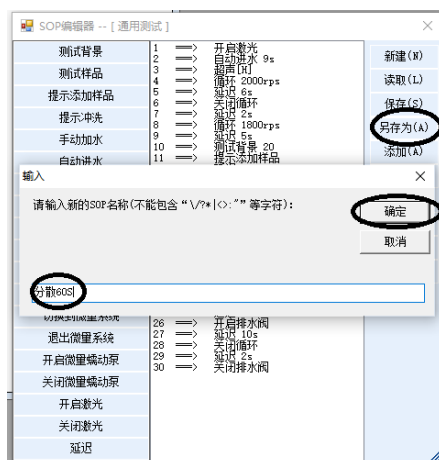 SOP编辑器 -- [ 通用测试 ]
测试背景
测试样品
提示添加样品
提示冲洗
手动加水
自动进水
1 ==> 开启激光
2 ==> 自动进水 9s
3 ==> 超声[H]
4 ==> 循环 2000rps
5 ==> 延迟 6s
6 ==> 关闭循环
7 ==> 延迟 2s
8 ==> 循环 1800rps
9 ==> 延迟 5s
10 ==> 测试背景 20
11 ==> 提示添加样品
新建(N)
读取(L)
保存(S)
另存为(A)
添加(A)
输入
请输入新的SOP名称(不能包含“\/?*|<>:"”等字符):
确定
取消
分散60S
切换到微量系统
退出微量系统
开启微量蠕动泵
关闭微量蠕动泵
开启激光
关闭激光
延迟
26 ==> 开启排水阀
27 ==> 延迟 10s
28 ==> 关闭循环
29 ==> 延迟 2s
30 ==> 关闭排水阀